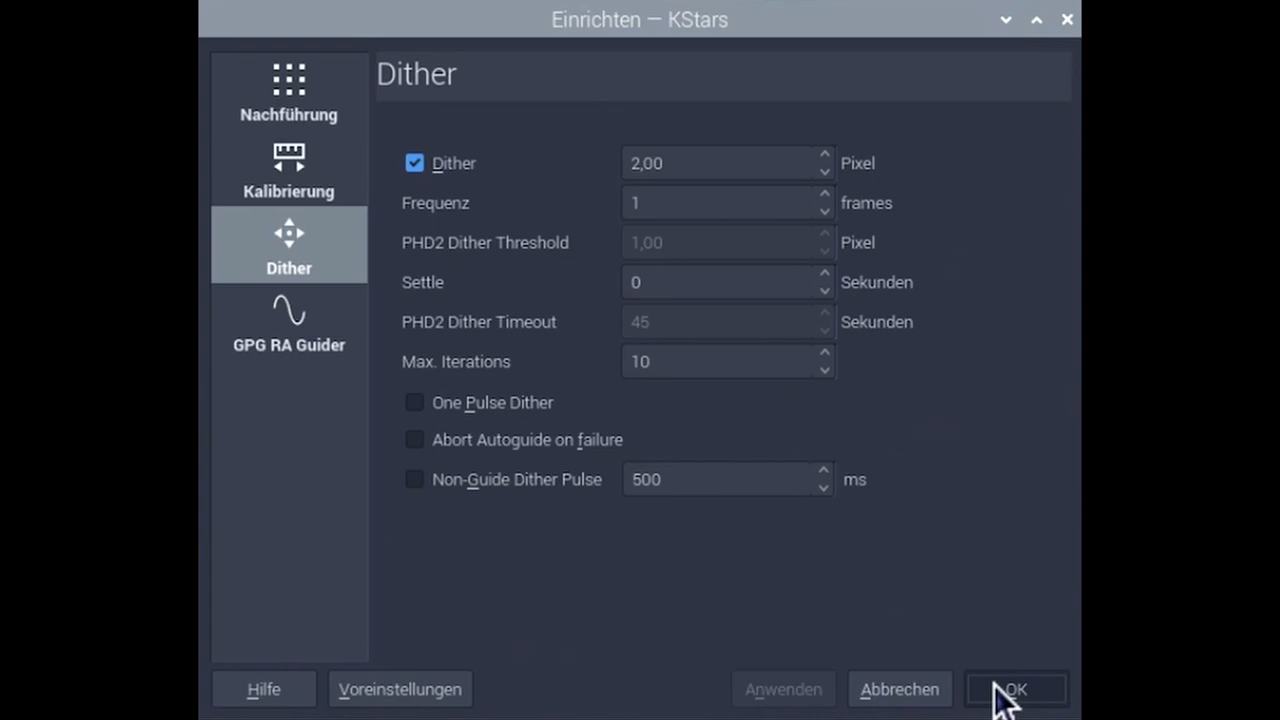 Einrichten — KStars
Nachführung
Kalibrierung
Dither
GPG RA Guider
Dither
Dither 2,00 Pixel
Frequenz 1 frames
PHD2 Dither Threshold 1,00 Pixel
Settle 0 Sekunden
PHD2 Dither Timeout 45 Sekunden
Max. Iterations 10
One Pulse Dither
Abort Autoguide on failure
Non-Guide Dither Pulse 500 ms
Hilfe Voreinstellungen Anwenden Abbrechen OK